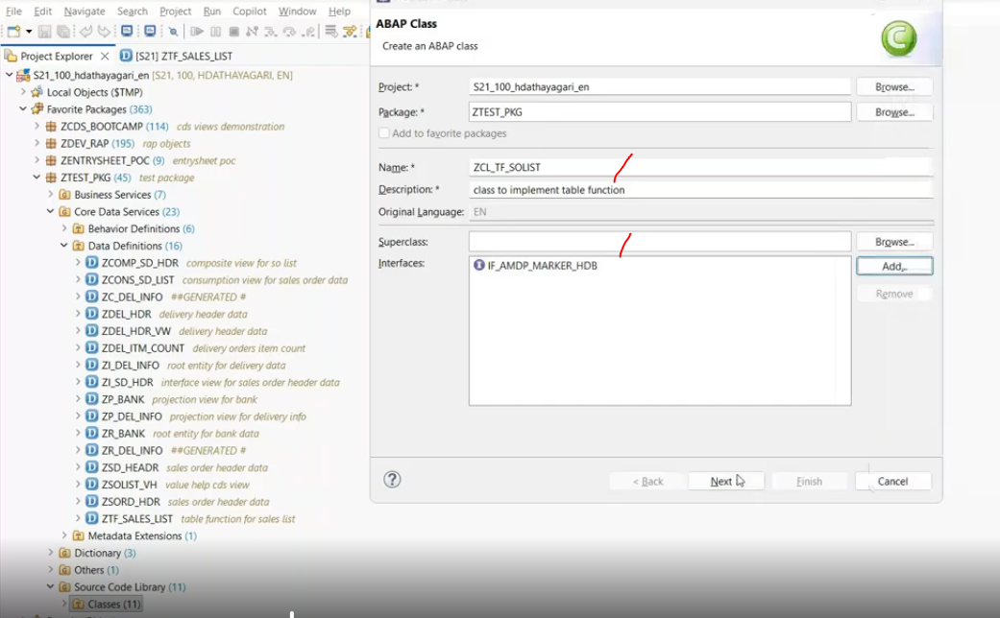 File Edit Navigate Search Project Run Copilot Window Help
Project Explorer
[S21] ZTF_SALES_LIST
S21_100_hdathayagari_en [S21, 100, HDATHAYAGARI, EN]
Local Objects ($TMP)
Favorite Packages (363)
ZCDS_BOOTCAMP (114) cds views demonstration
ZDEV_RAP (195) rap objects
ZENTRYSHEET_POC (9) entrysheet poc
ZTEST_PKG (45) test package
Business Services (7)
Core Data Services (23)
Behavior Definitions (6)
Data Definitions (16)
ZCOMP_SD_HDR composite view for so list
ZCONS_SD_LIST consumption view for sales order data
ZC_DEL_INFO ##GENERATED #
ZDEL_HDR delivery header data
ZDEL_HDR_VW delivery header data
ZDEL_ITM_COUNT delivery orders item count
ZI_DEL_INFO root entity for delivery data
ZI_SD_HDR interface view for sales order header data
ZP_BANK projection view for bank
ZP_DEL_INFO projection view for delivery info
ZR_BANK root entity for bank data
ZR_DEL_INFO ##GENERATED #
ZSD_HEADR sales order header data
ZSOLIST_VH value help cds view
ZSORD_HDR sales order header data
ZTF_SALES_LIST table function for sales list
Metadata Extensions (1)
Dictionary (3)
Others (1)
Source Code Library (11)
Classes (11)
ABAP Class
Create an ABAP class
Project: * S21_100_hdathayagari_en Browse...
Package: * ZTEST_PKG Browse...
Add to favorite packages
Name: * ZCL_TF_SOLIST
Description: * class to implement table function
Original Language: EN
Superclass: Browse...
Interfaces: IF_AMDP_MARKER_HDB Add...
Remove
< Back Next Finish Cancel